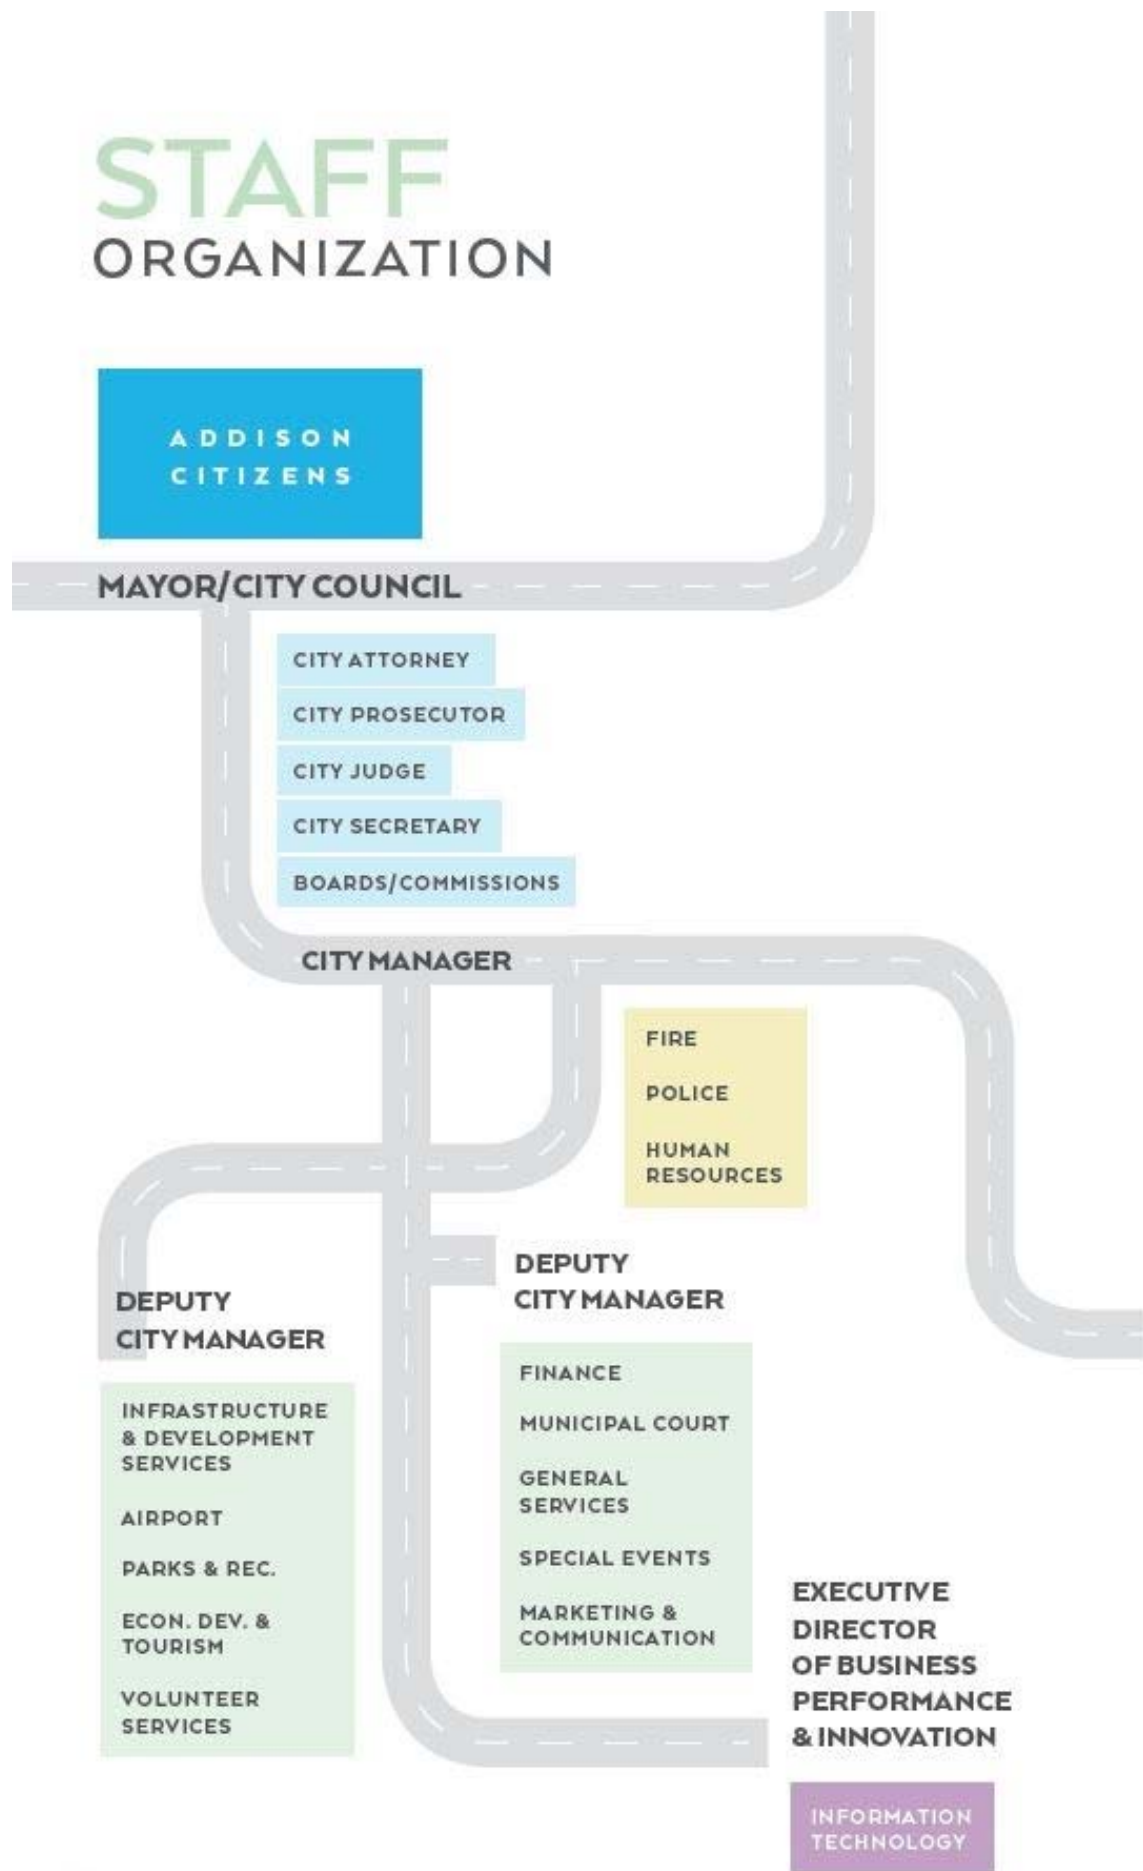 STAFF
ORGANIZATION
ADDISON
CITIZENS
MAYOR/CITY COUNCIL
CITY ATTORNEY
CITY PROSECUTOR
CITY JUDGE
CITY SECRETARY
BOARDS/COMMISSIONS
CITY MANAGER
FIRE
POLICE
HUMAN
RESOURCES
DEPUTY
CITY MANAGER
INFRASTRUCTURE
& DEVELOPMENT
SERVICES
AIRPORT
PARKS & REC.
ECON. DEV. &
TOURISM
VOLUNTEER
SERVICES
DEPUTY
CITY MANAGER
FINANCE
MUNICIPAL COURT
GENERAL
SERVICES
SPECIAL EVENTS
MARKETING &
COMMUNICATION
EXECUTIVE
DIRECTOR
OF BUSINESS
PERFORMANCE
& INNOVATION
INFORMATION
TECHNOLOGY